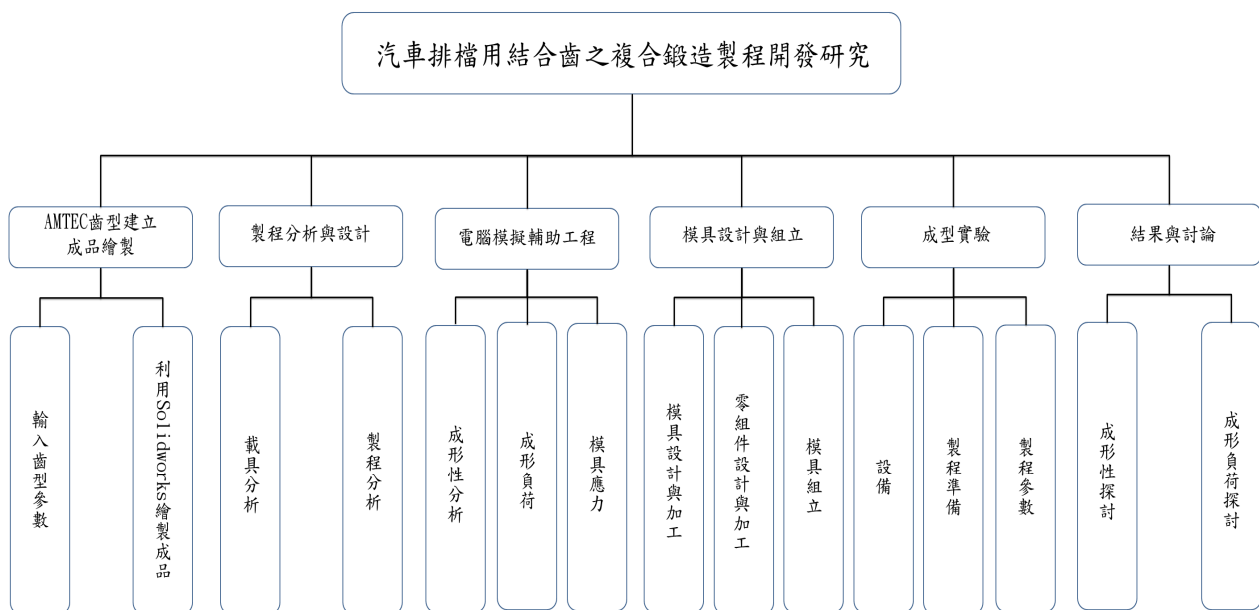 汽車排檔用結合齒之複合鍛造製程開發研究
AMTEC齒型建立
成品繪製
製程分析與設計
電腦模擬輔助工程
模具設計與組立
成型實驗
結果與討論
輸入齒型參數
利用Solidworks繪製成品
載具分析
製程分析
成形性分析
成形負荷
模具應力
模具設計與加工
零組件設計與加工
模具組立
設備
製程準備
製程參數
成形性探討
成形負荷探討